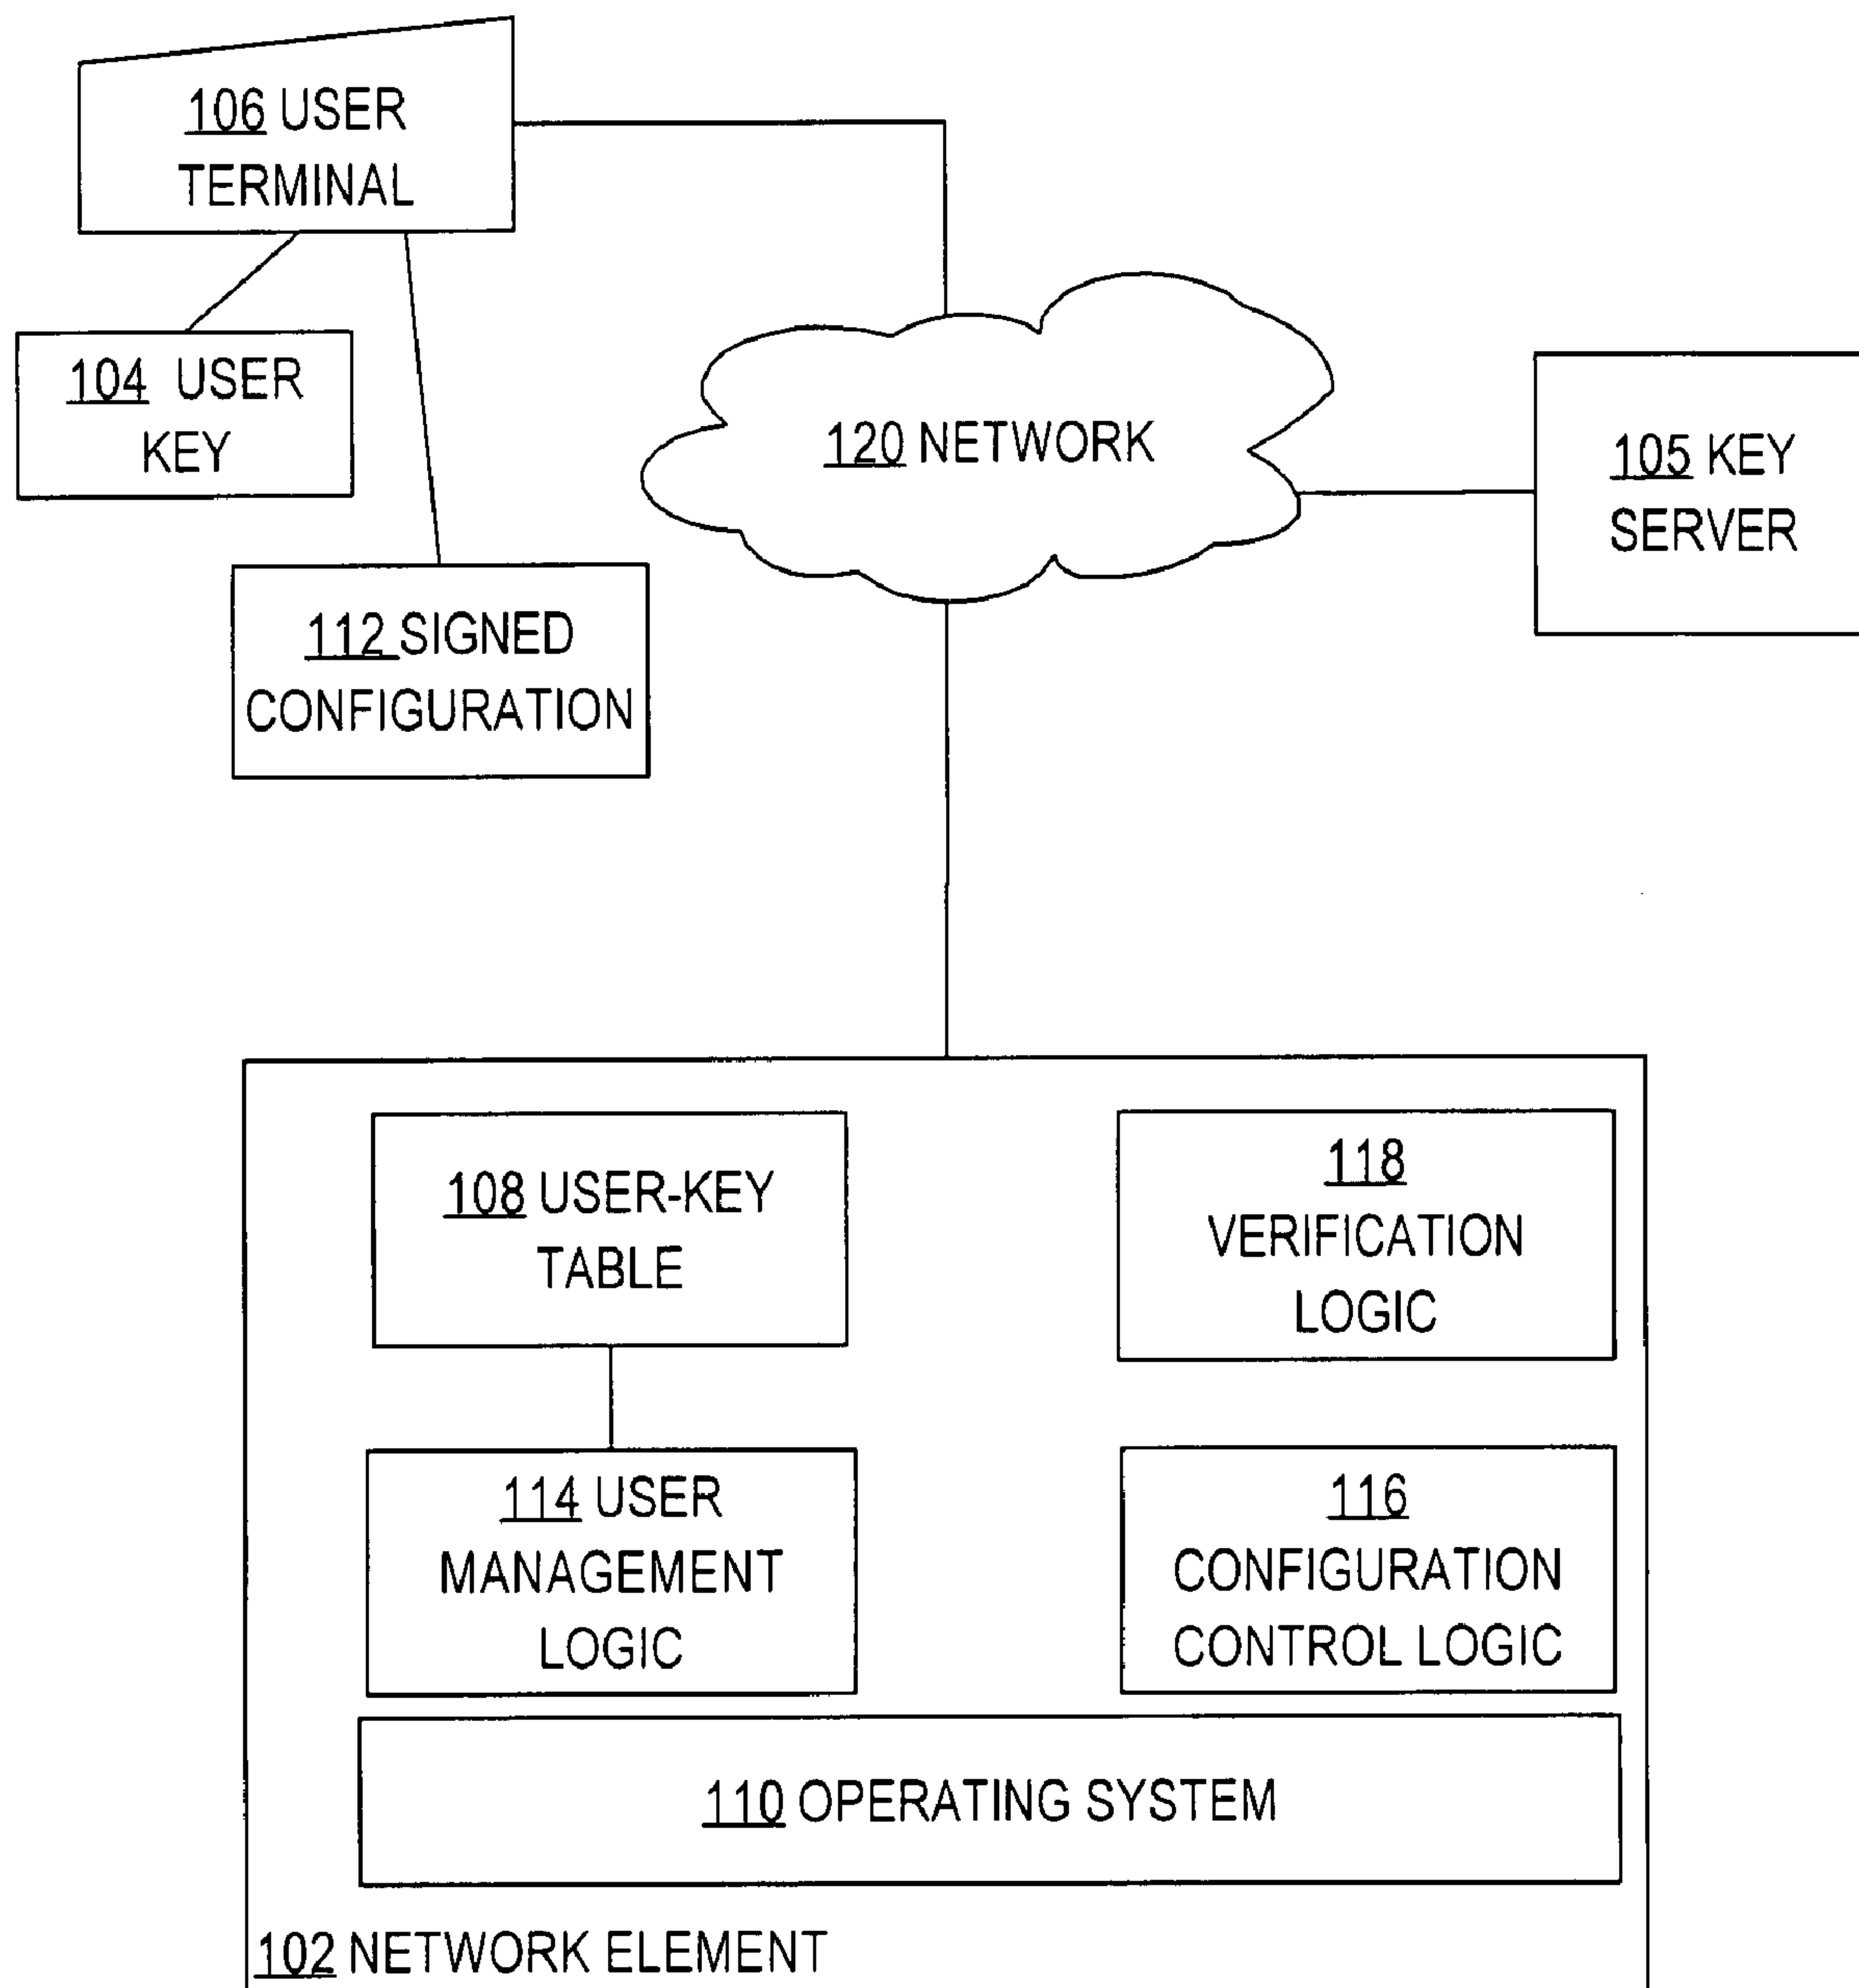 106 USER
TERMINAL
104 USER
KEY
112 SIGNED
CONFIGURATION
120 NETWORK
105 KEY
SERVER
108 USER-KEY
TABLE
118
VERIFICATION
LOGIC
114 USER
MANAGEMENT
LOGIC
116
CONFIGURATION
CONTROL LOGIC
110 OPERATING SYSTEM
102 NETWORK ELEMENT